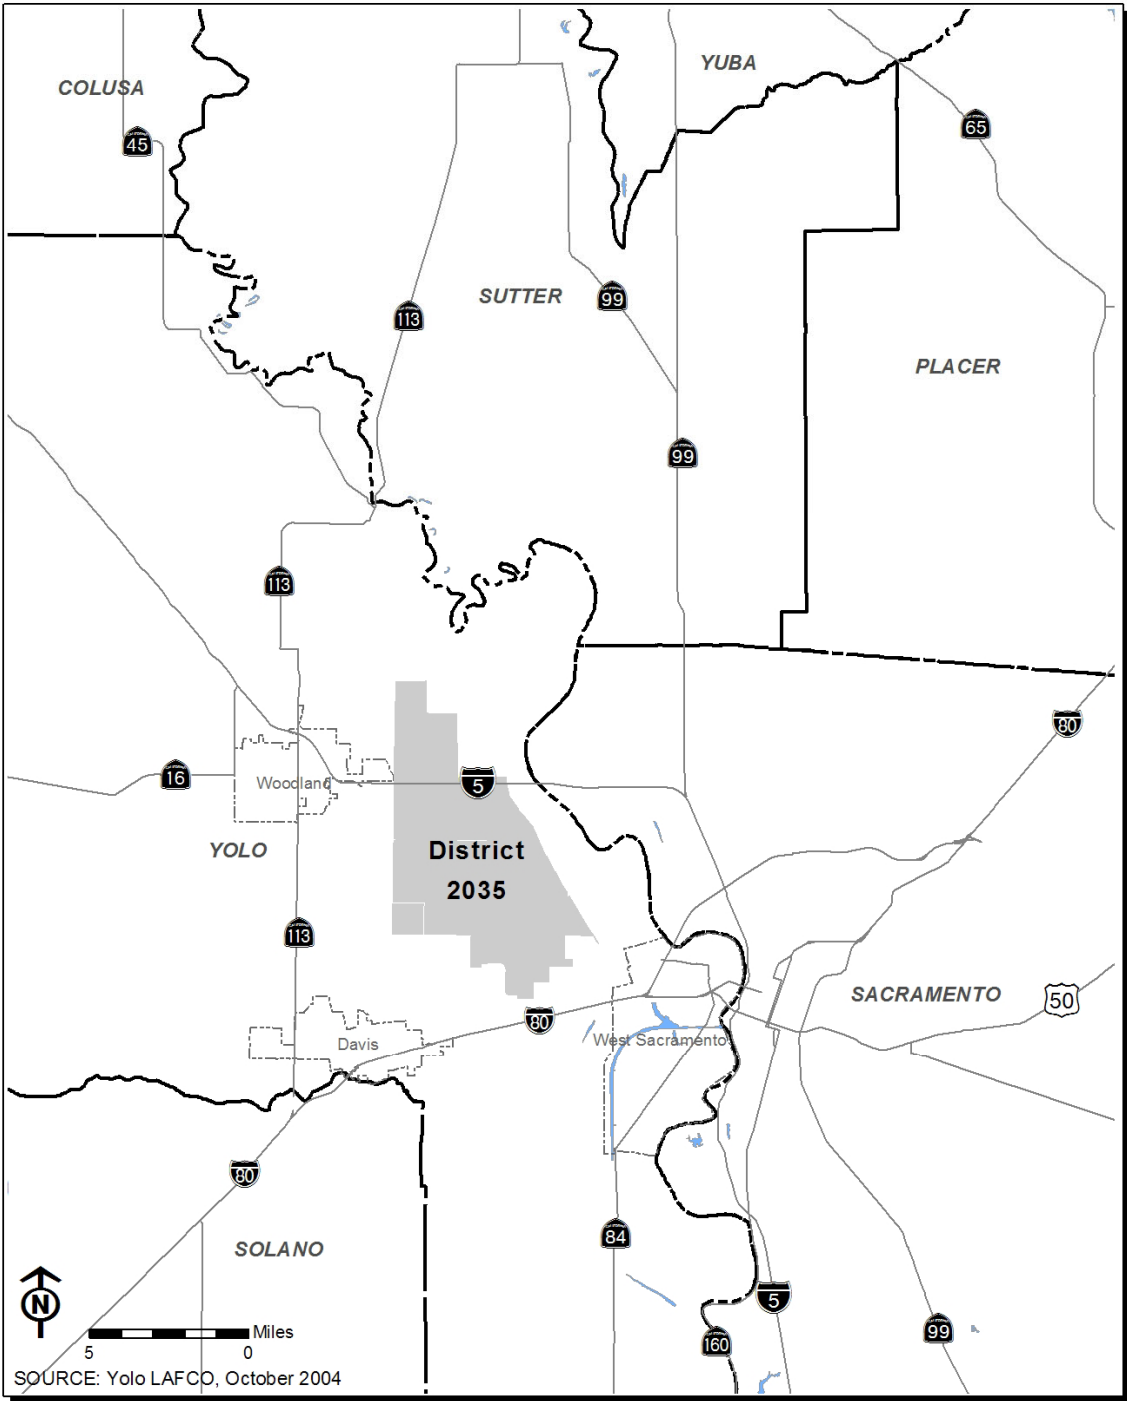 YUBA
COLUSA
65
45
SUTTER
99
113
PLACER
99
113
80
16
Woodland
5
YOLO
District
2035
113
SACRAMENTO
50
80
Davis
West Sacramento
80
84
SOLANO
5
N
99
160
Miles
5 0
SOURCE: Yolo LAFCO, October 2004